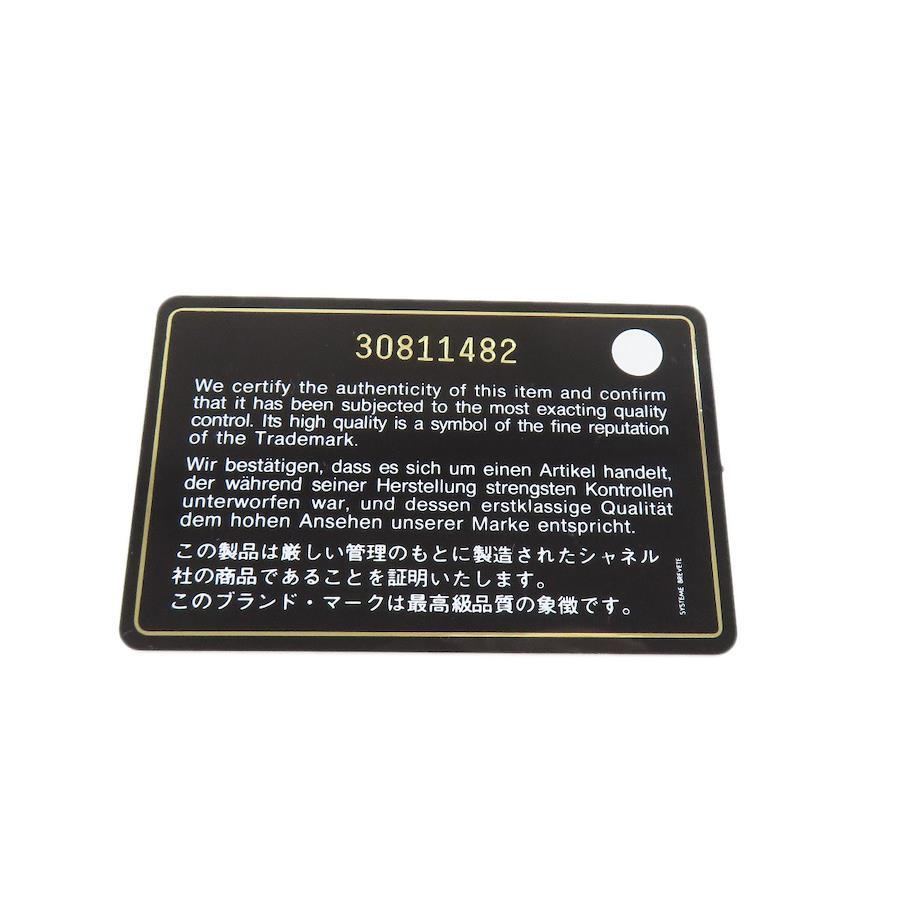 30811482
We certify the authenticity of this item and confirm
that it has been subjected to the most exacting quality
control. Its high quality is a symbol of the fine reputation
of the Trademark.
Wir bestätigen, dass es sich um einen Artikel handelt,
der während seiner Herstellung strengsten Kontrollen
unterworfen war, und dessen erstklassige Qualität
dem hohen Ansehen unserer Marke entspricht.
この製品は厳しい管理のもとに製造されたシャネル
社の商品であることを証明いたします。
このブランド・マークは最高級品質の象徴です。
SYSTEME BREVETE